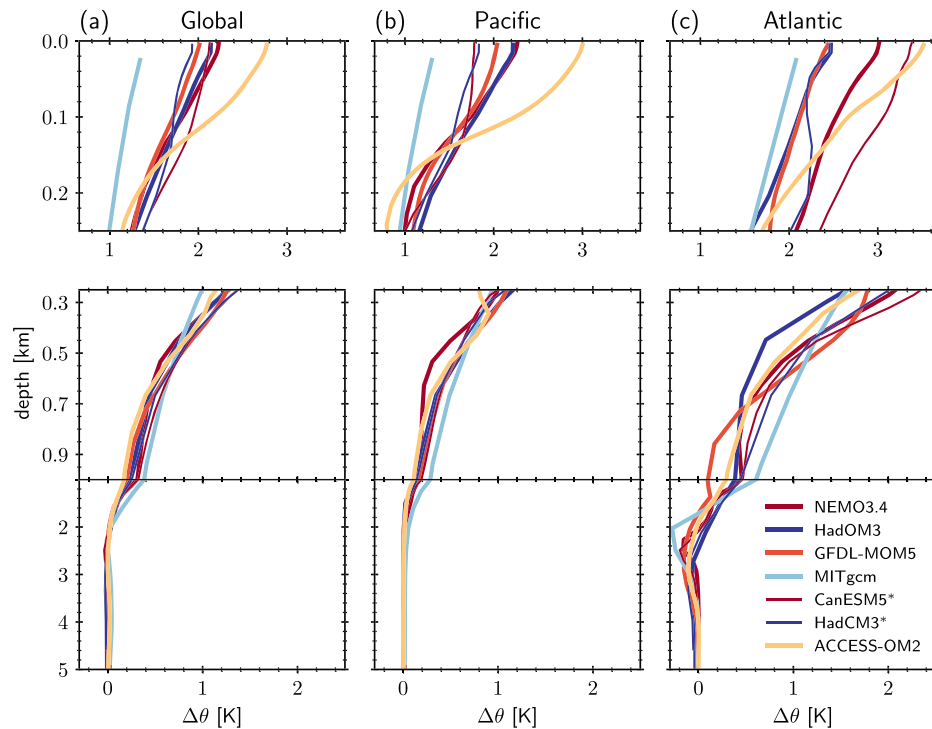 (a) Global (b) Pacific (c) Atlantic
0.0
0.1
0.2
1 2 3 1 2 3 1 2 3
0.3
0.5
0.7
0.9
depth [km]
2
3
4
5
NEMO3.4
HadOM3
GFDL-MOM5
MITgcm
CanESM5*
HadCM3*
ACCESS-OM2
0 1 2 0 1 2 0 1 2
Δθ [K] Δθ [K] Δθ [K]